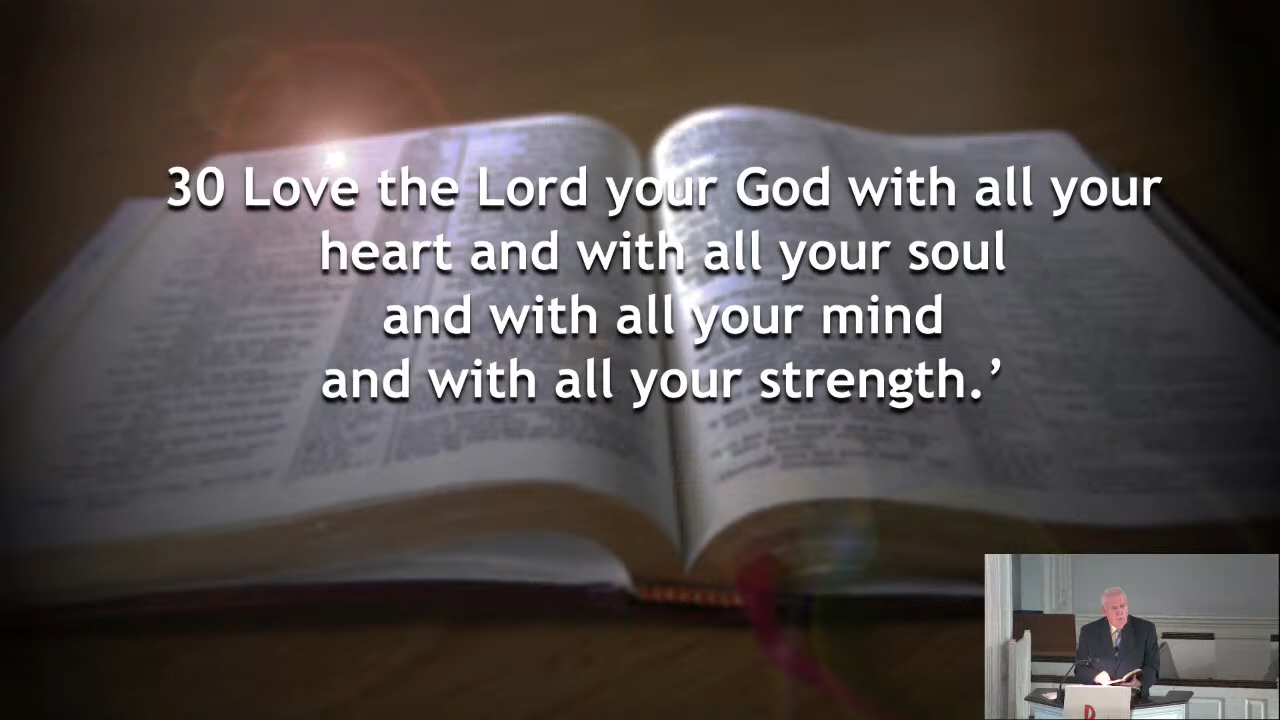 30 Love the Lord your God with all your
heart and with all your soul
and with all your mind
and with all your strength.’